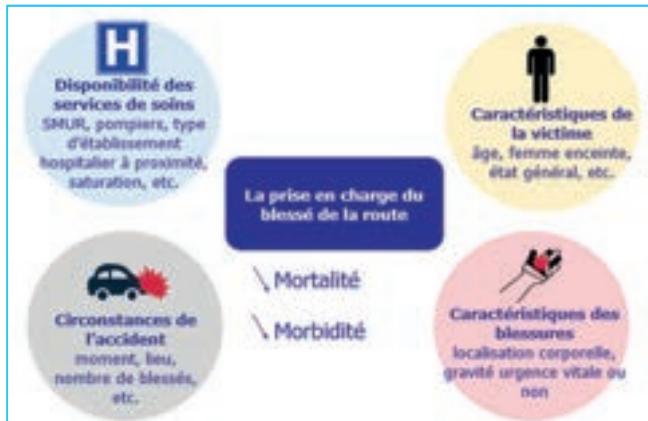 H
Disponibilité des
services de soins
SMUR, pompiers, type
d'établissement
hospitalier à proximité,
saturation, etc.
Caractéristiques de
la victime
âge, femme enceinte,
état général, etc.
La prise en charge du
blessé de la route
Mortalité
Morbidité
Circonstances de
l'accident
moment, lieu,
nombre de blessés,
etc.
Caractéristiques des
blessures
localisation corporelle,
gravité urgence vitale ou
non